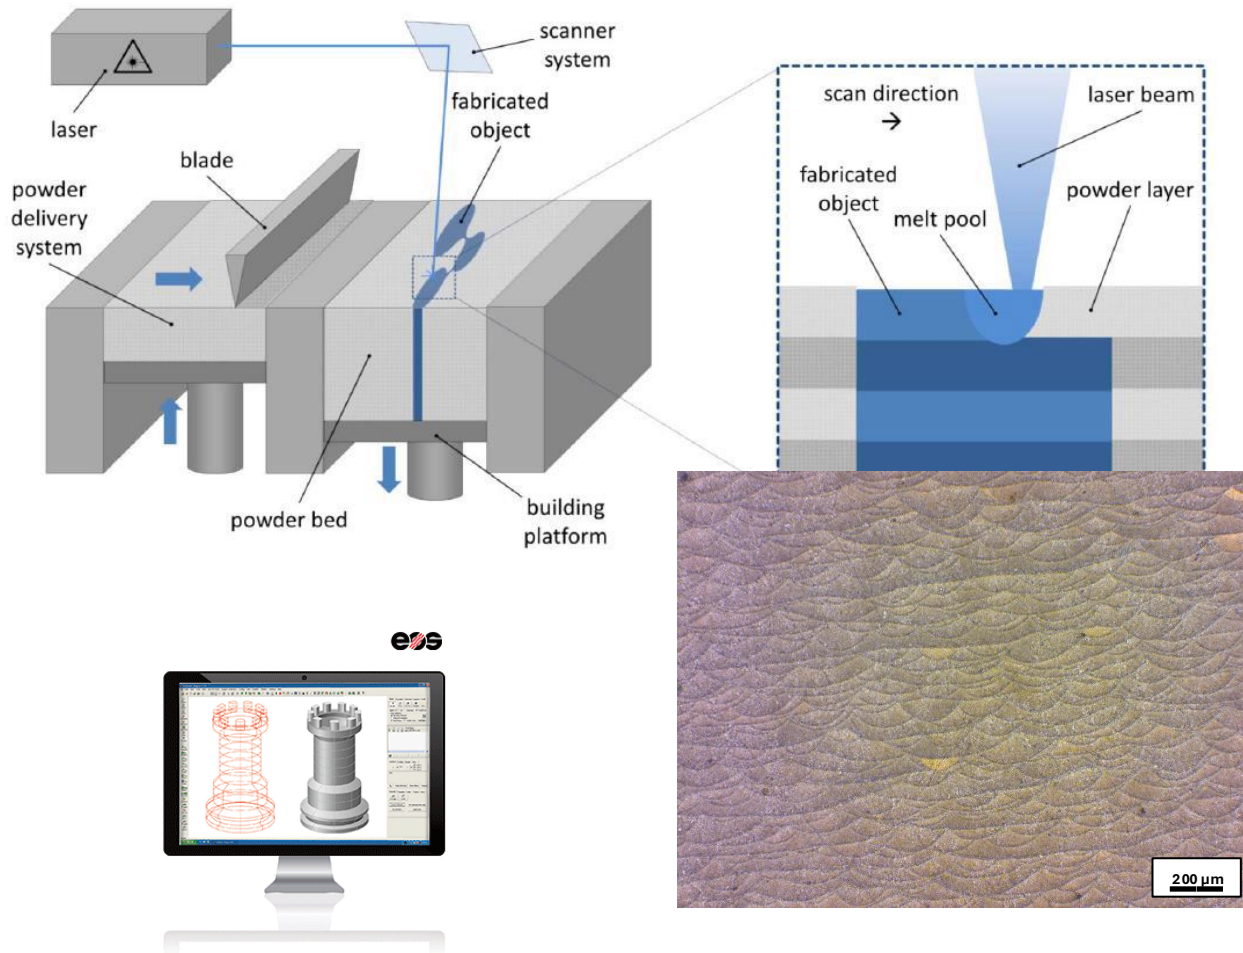 scanner
system
laser
fabricated
object
blade
powder
delivery
system
powder bed
building
platform
scan direction
→
laser beam
fabricated
object
melt pool
powder layer
eos
200 µm